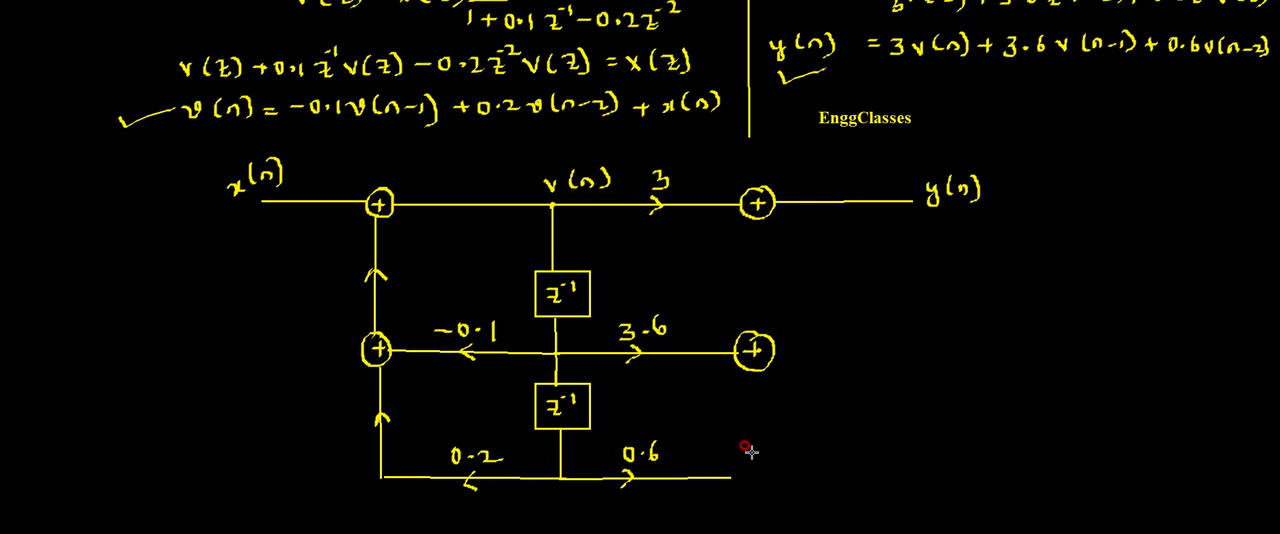 1 + 0.1 z⁻¹ - 0.2 z⁻²
v(z) + 0.1 z⁻¹ v(z) - 0.2 z⁻² v(z) = x(z)
v(n) = -0.1 v(n-1) + 0.2 v(n-2) + x(n)
y(n) = 3 v(n) + 3.6 v(n-1) + 0.6 v(n-2)
EnggClasses
x(n) + v(n) 3 + y(n)
z⁻¹
+ -0.1 3.6 +
z⁻¹
0.2 0.6